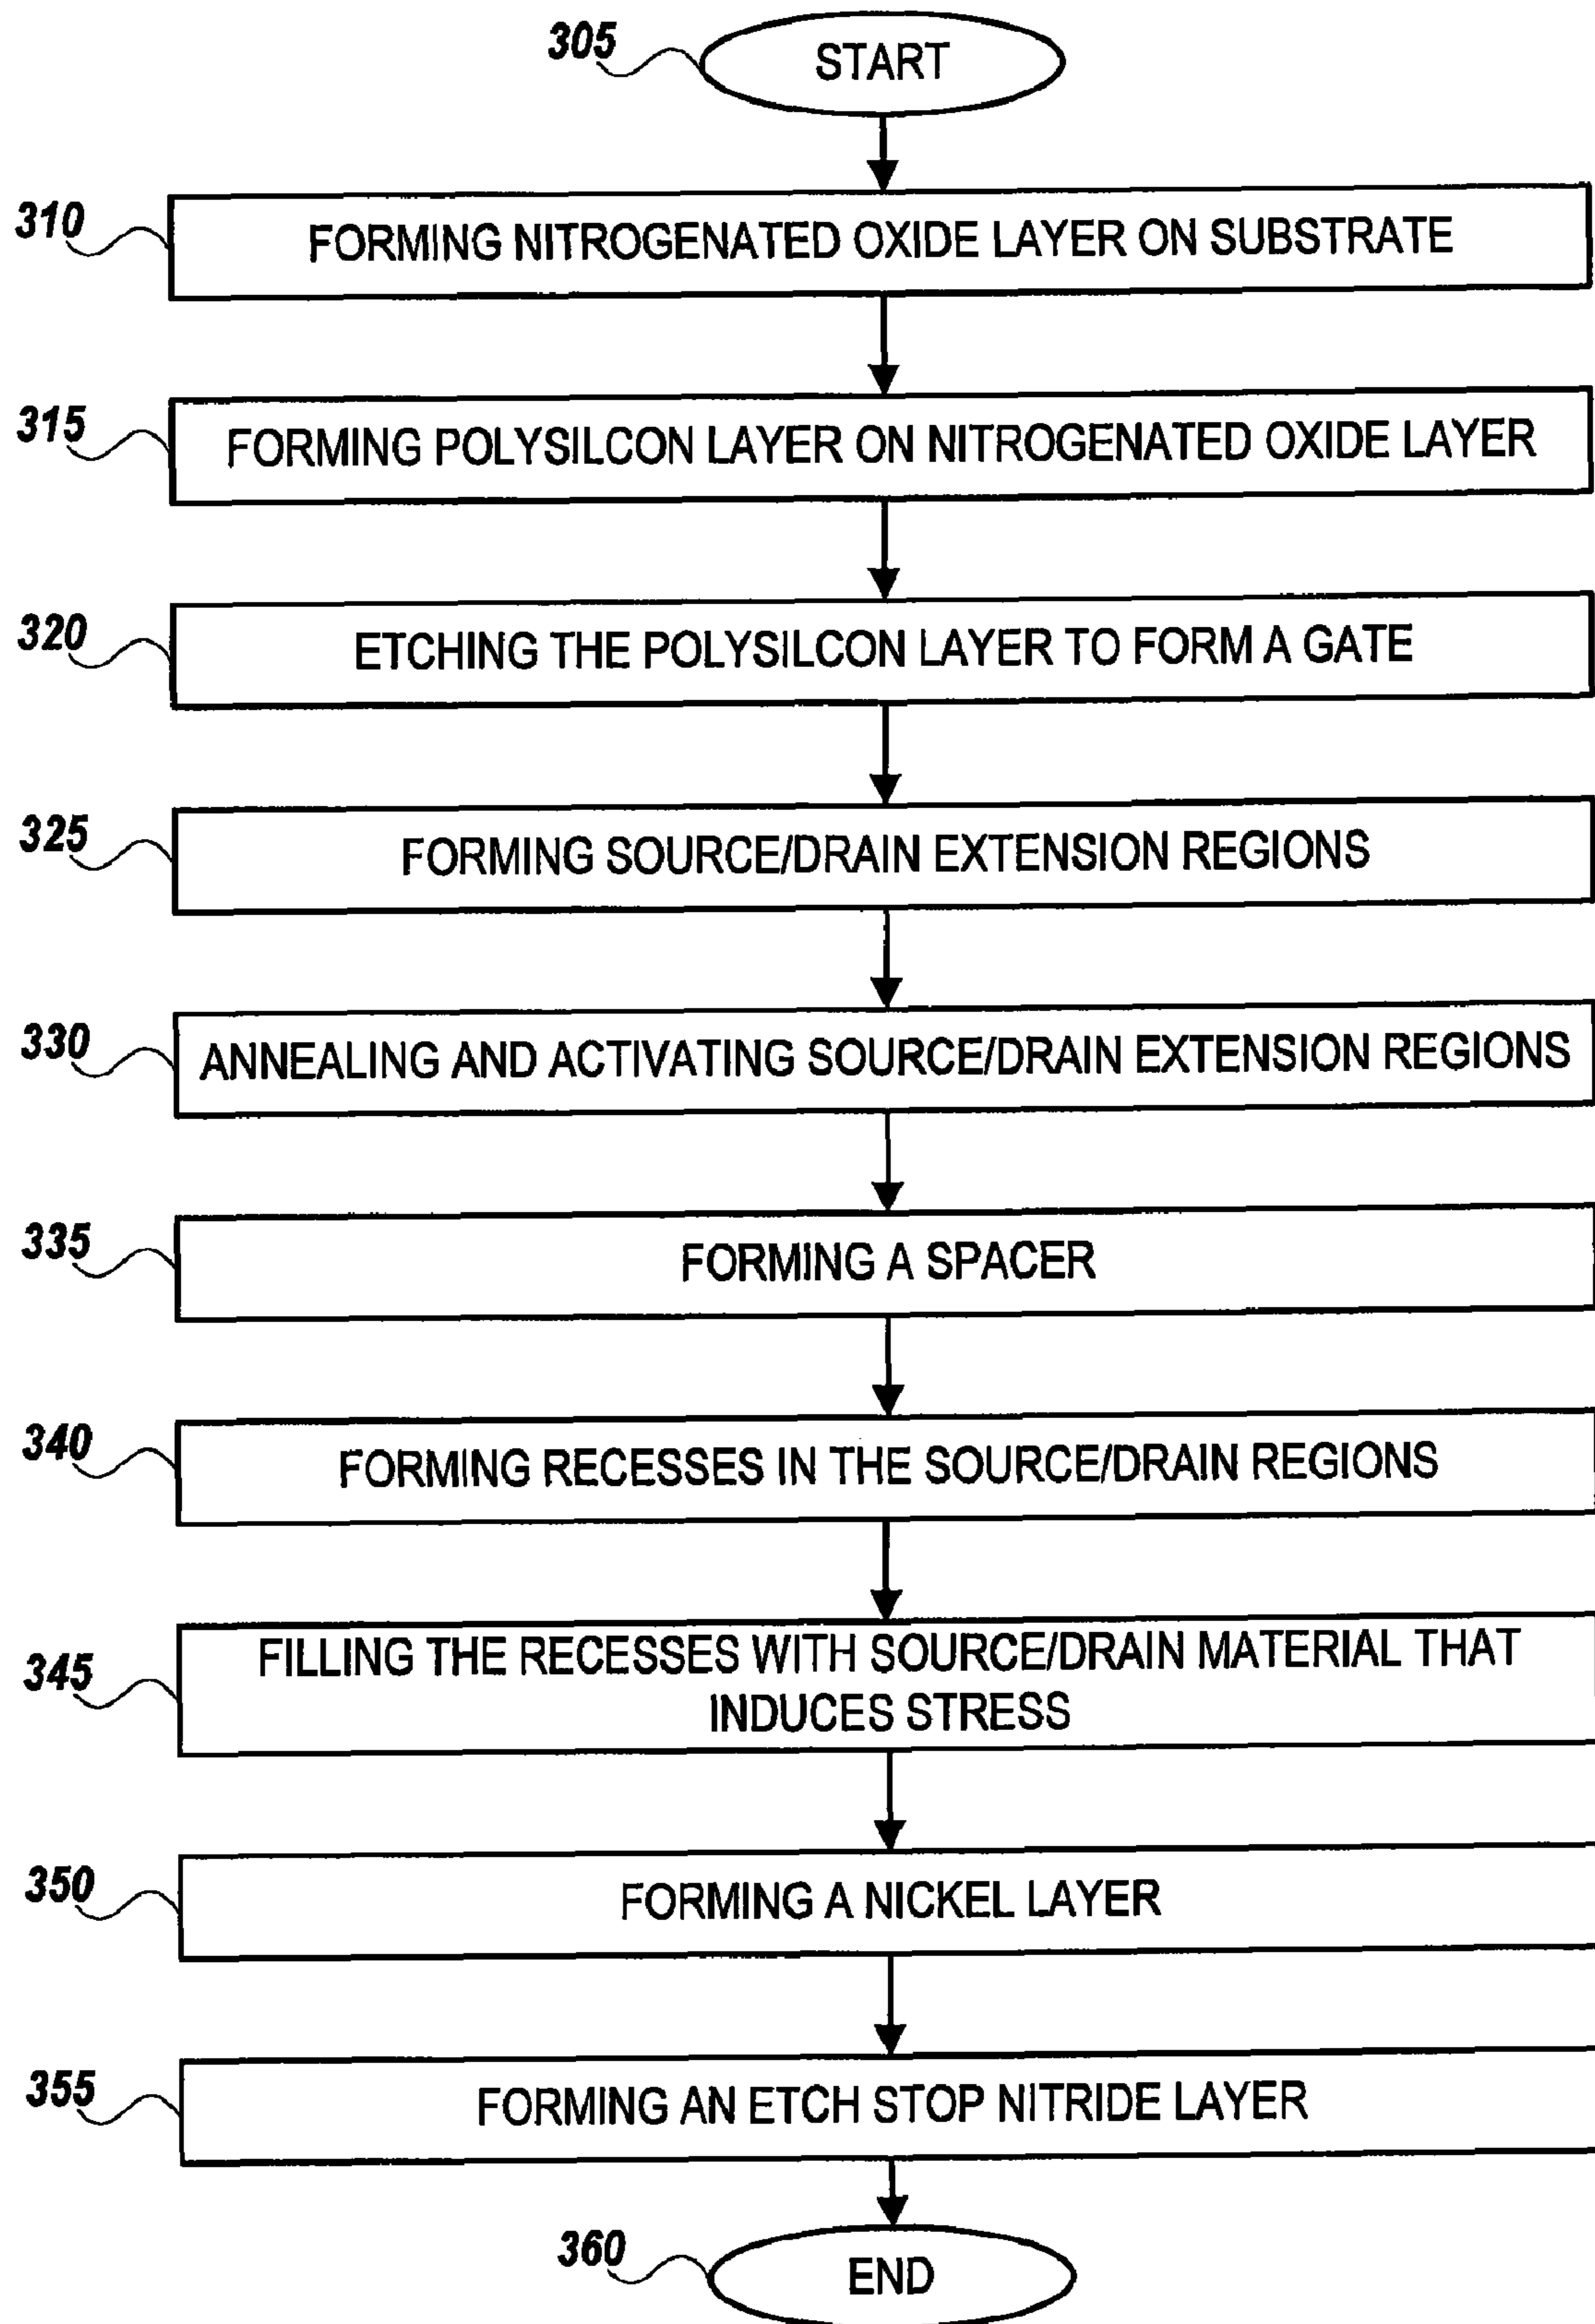 305
START
310
FORMING NITROGENATED OXIDE LAYER ON SUBSTRATE
315
FORMING POLYSILCON LAYER ON NITROGENATED OXIDE LAYER
320
ETCHING THE POLYSILCON LAYER TO FORM A GATE
325
FORMING SOURCE/DRAIN EXTENSION REGIONS
330
ANNEALING AND ACTIVATING SOURCE/DRAIN EXTENSION REGIONS
335
FORMING A SPACER
340
FORMING RECESSES IN THE SOURCE/DRAIN REGIONS
345
FILLING THE RECESSES WITH SOURCE/DRAIN MATERIAL THAT
INDUCES STRESS
350
FORMING A NICKEL LAYER
355
FORMING AN ETCH STOP NITRIDE LAYER
360
END